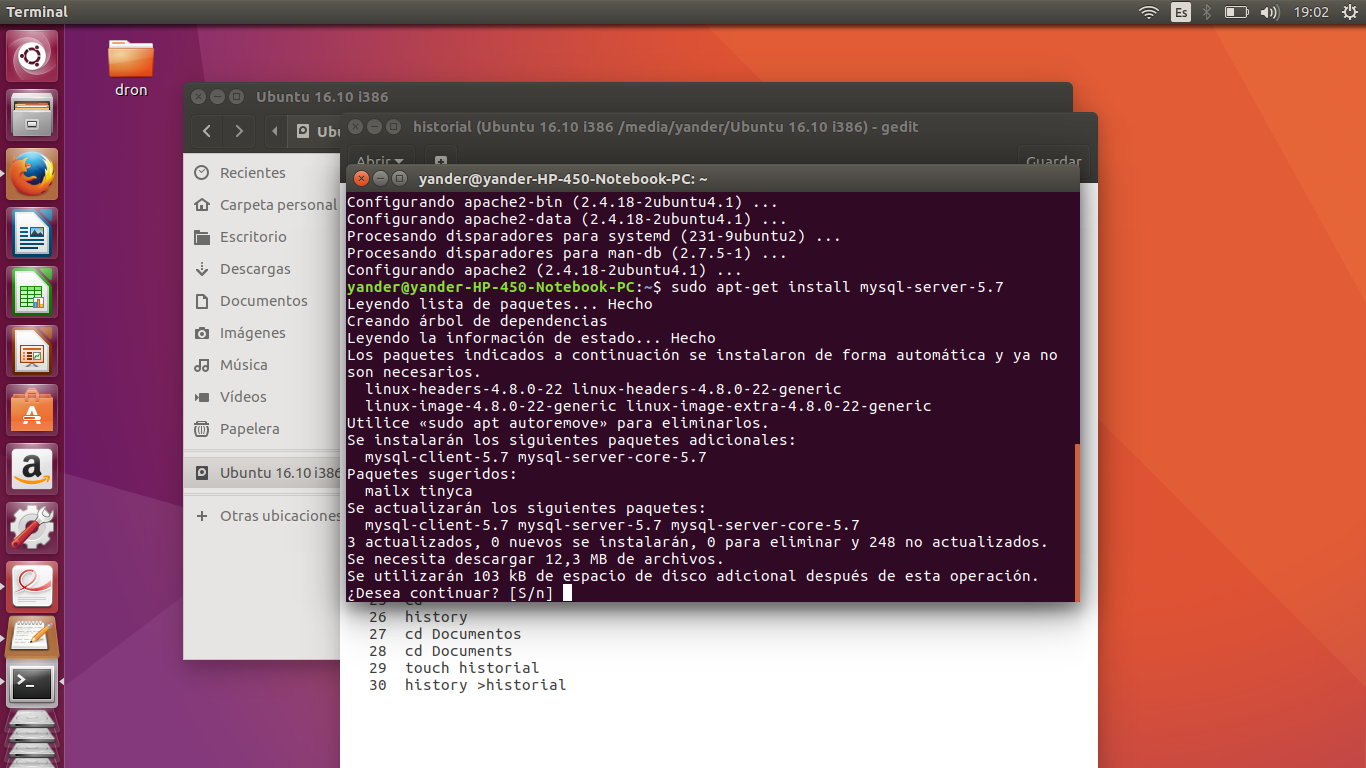 Terminal
Es
19:02
dron
Ubuntu 16.10 i386
Ubu
historial (Ubuntu 16.10 i386 /media/yander/Ubuntu 16.10 i386) - gedit
Abrir
Guardar
Recientes
Carpeta personal
Escritorio
Descargas
Documentos
Imágenes
Música
Vídeos
Papelera
Ubuntu 16.10 i386
Otras ubicaciones
yander@yander-HP-450-Notebook-PC: ~
Configurando apache2-bin (2.4.18-2ubuntu4.1) ...
Configurando apache2-data (2.4.18-2ubuntu4.1) ...
Procesando disparadores para systemd (231-9ubuntu2) ...
Procesando disparadores para man-db (2.7.5-1) ...
Configurando apache2 (2.4.18-2ubuntu4.1) ...
yander@yander-HP-450-Notebook-PC:~$ sudo apt-get install mysql-server-5.7
Leyendo lista de paquetes... Hecho
Creando árbol de dependencias
Leyendo la información de estado... Hecho
Los paquetes indicados a continuación se instalaron de forma automática y ya no
son necesarios.
linux-headers-4.8.0-22 linux-headers-4.8.0-22-generic
linux-image-4.8.0-22-generic linux-image-extra-4.8.0-22-generic
Utilice «sudo apt autoremove» para eliminarlos.
Se instalarán los siguientes paquetes adicionales:
mysql-client-5.7 mysql-server-core-5.7
Paquetes sugeridos:
mailx tinyca
Se actualizarán los siguientes paquetes:
mysql-client-5.7 mysql-server-5.7 mysql-server-core-5.7
3 actualizados, 0 nuevos se instalarán, 0 para eliminar y 248 no actualizados.
Se necesita descargar 12,3 MB de archivos.
Se utilizarán 103 kB de espacio de disco adicional después de esta operación.
¿Desea continuar? [S/n]
26 history
27 cd Documentos
28 cd Documents
29 touch historial
30 history >historial